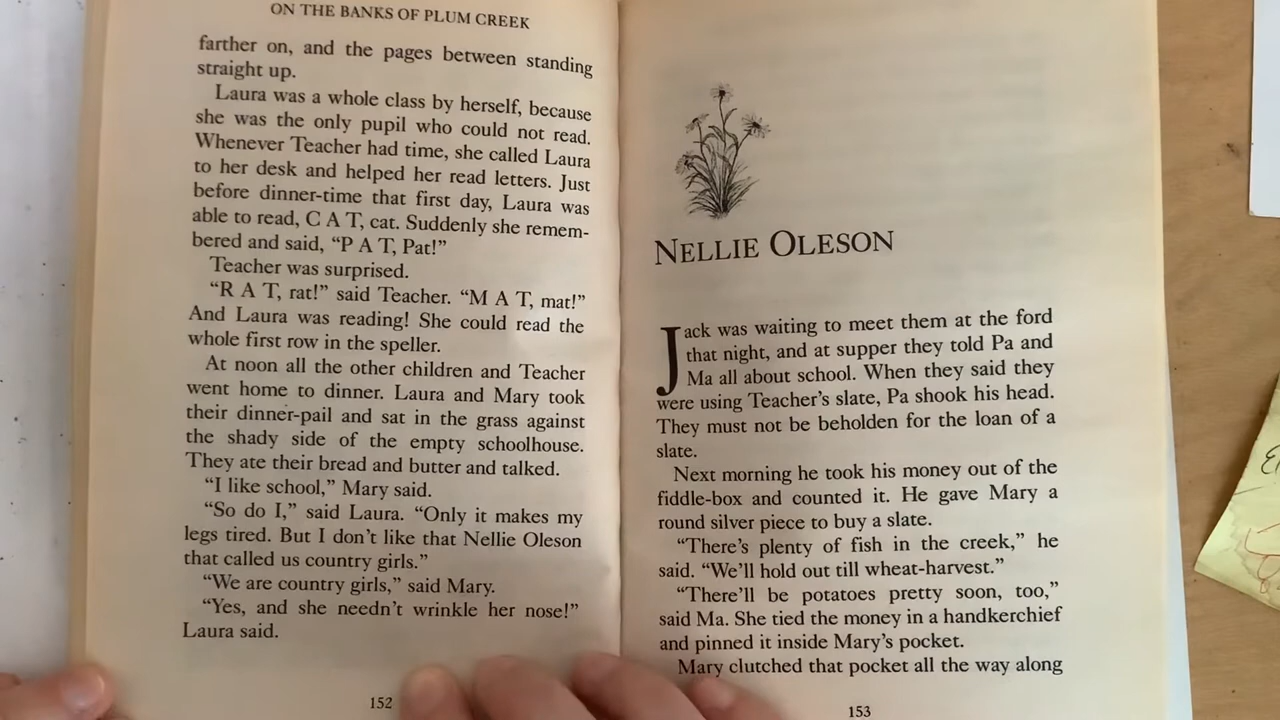 ON THE BANKS OF PLUM CREEK
farther on, and the pages between standing
straight up.
Laura was a whole class by herself, because
she was the only pupil who could not read.
Whenever Teacher had time, she called Laura
to her desk and helped her read letters. Just
before dinner-time that first day, Laura was
able to read, C A T, cat. Suddenly she remem-
bered and said, “P A T, Pat!”
Teacher was surprised.
“R A T, rat!” said Teacher. “M A T, mat!”
And Laura was reading! She could read the
whole first row in the speller.
At noon all the other children and Teacher
went home to dinner. Laura and Mary took
their dinner-pail and sat in the grass against
the shady side of the empty schoolhouse.
They ate their bread and butter and talked.
“I like school,” Mary said.
“So do I,” said Laura. “Only it makes my
legs tired. But I don’t like that Nellie Oleson
that called us country girls.”
“We are country girls,” said Mary.
“Yes, and she needn’t wrinkle her nose!”
Laura said.
152
NELLIE OLESON
Jack was waiting to meet them at the ford
that night, and at supper they told Pa and
Ma all about school. When they said they
were using Teacher’s slate, Pa shook his head.
They must not be beholden for the loan of a
slate.
Next morning he took his money out of the
fiddle-box and counted it. He gave Mary a
round silver piece to buy a slate.
“There’s plenty of fish in the creek,” he
said. “We’ll hold out till wheat-harvest.”
“There’ll be potatoes pretty soon, too,”
said Ma. She tied the money in a handkerchief
and pinned it inside Mary’s pocket.
Mary clutched that pocket all the way along
153